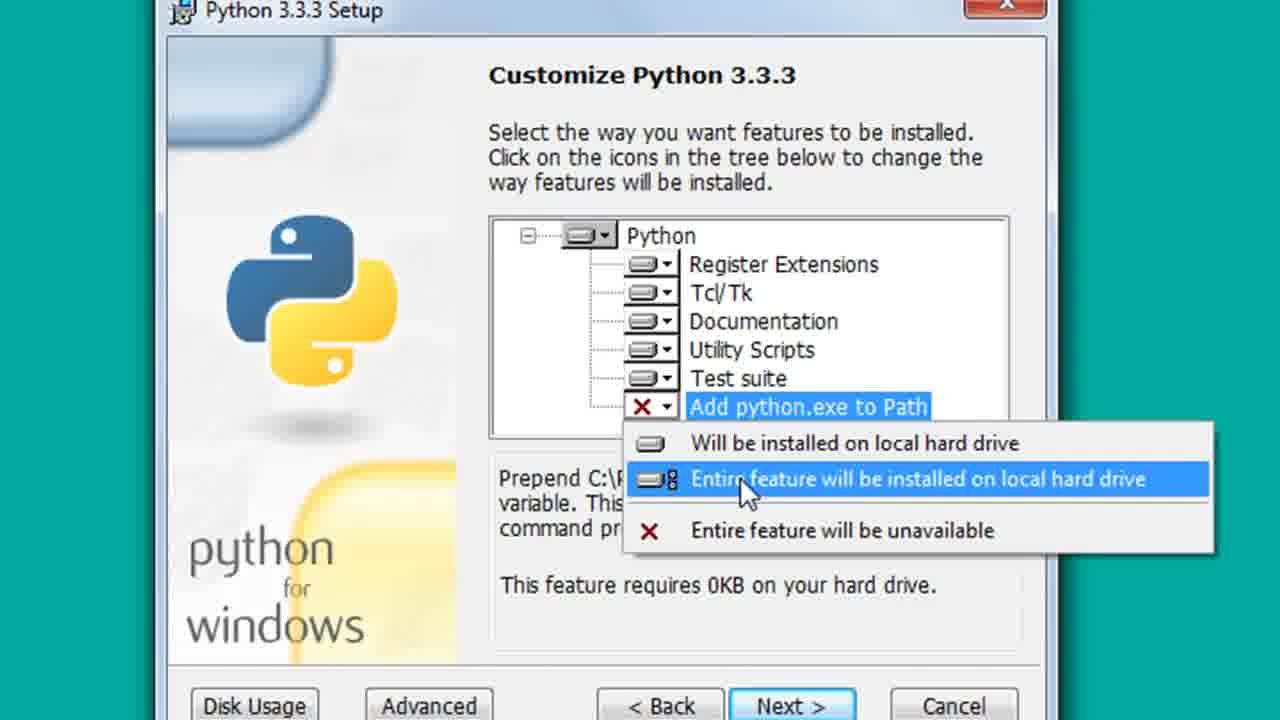 Python 3.3.3 Setup
Customize Python 3.3.3
Select the way you want features to be installed.
Click on the icons in the tree below to change the
way features will be installed.
Python
Register Extensions
Tcl/Tk
Documentation
Utility Scripts
Test suite
Add python.exe to Path
Will be installed on local hard drive
Entire feature will be installed on local hard drive
Entire feature will be unavailable
Prepend C:\
variable. This
command pr
This feature requires 0KB on your hard drive.
python
for
windows
Disk Usage
Advanced
< Back
Next >
Cancel